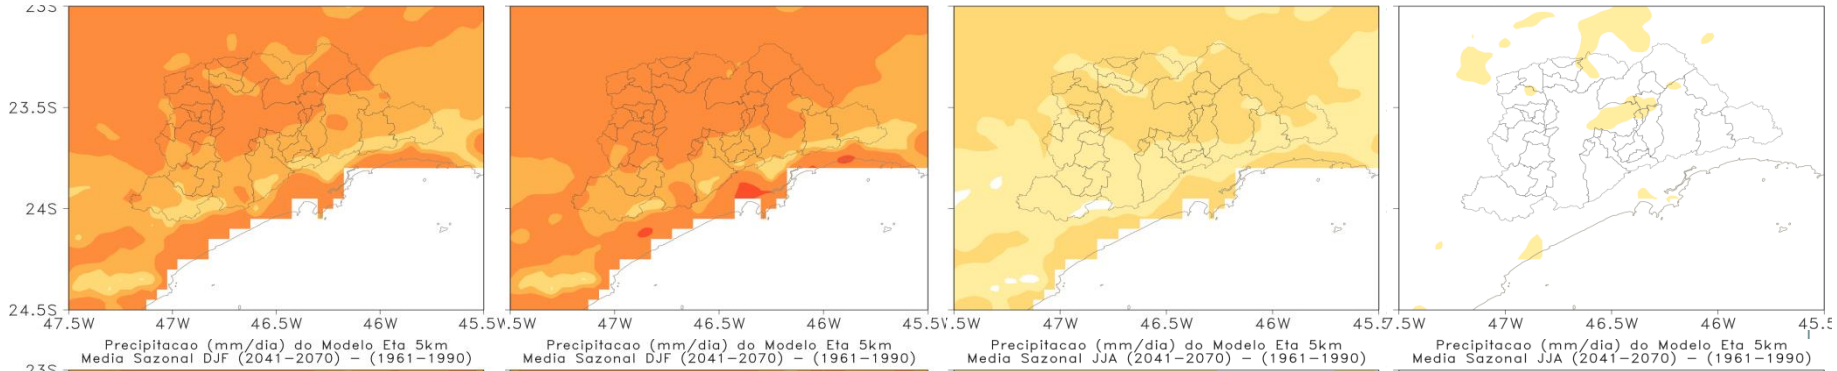 23S
23.5S
24S
24.5S
47.5W 47W 46.5W 46W 45.5W
Precipitacao (mm/dia) do Modelo Eta 5km
Media Sazonal DJF (2041-2070) - (1961-1990)
.5W 47W 46.5W 46W 45.5
Precipitacao (mm/dia) do Modelo Eta 5km
Media Sazonal DJF (2041-2070) - (1961-1990)
.5W 47W 46.5W 46W 45.5W
Precipitacao (mm/dia) do Modelo Eta 5km
Media Sazonal JJA (2041-2070) - (1961-1990)
47W 46.5W 46W 45.5
Precipitacao (mm/dia) do Modelo Eta 5km
Media Sazonal JJA (2041-2070) - (1961-1990)
23S